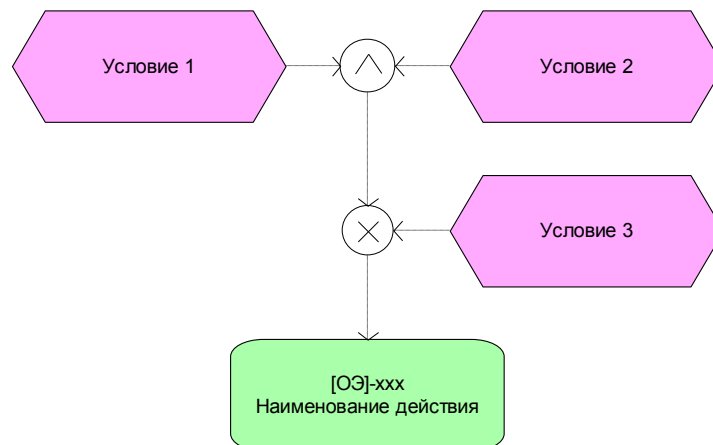 Условие 1
Условие 2
Условие 3
[ОЭ]-xxx
Наименование действия